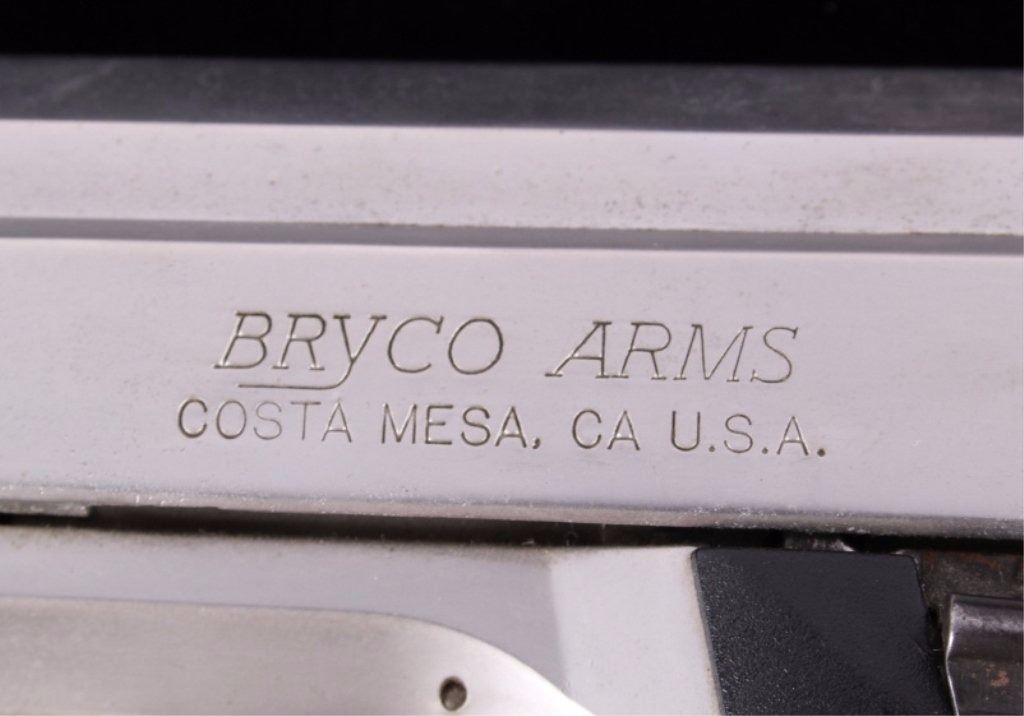 BRyCO ARMS
COSTA MESA, CA U.S.A.